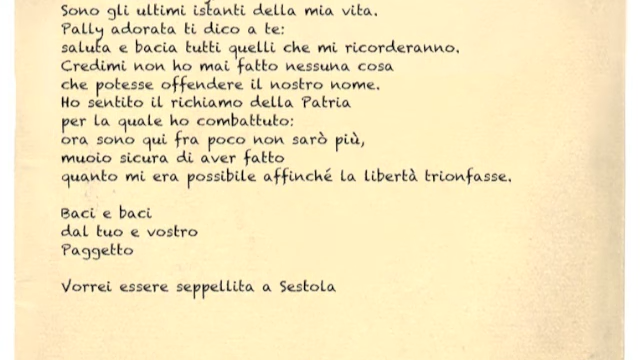 Sono gli ultimi istanti della mia vita.
Pally adorata ti dico a te:
saluta e bacia tutti quelli che mi ricorderanno.
Credimi non ho mai fatto nessuna cosa
che potesse offendere il nostro nome.
Ho sentito il richiamo della Patria
per la quale ho combattuto:
ora sono qui fra poco non sarò più,
muoio sicura di aver fatto
quanto mi era possibile affinché la libertà trionfasse.
Baci e baci
dal tuo e vostro
Paggetto
Vorrei essere seppellita a Sestola